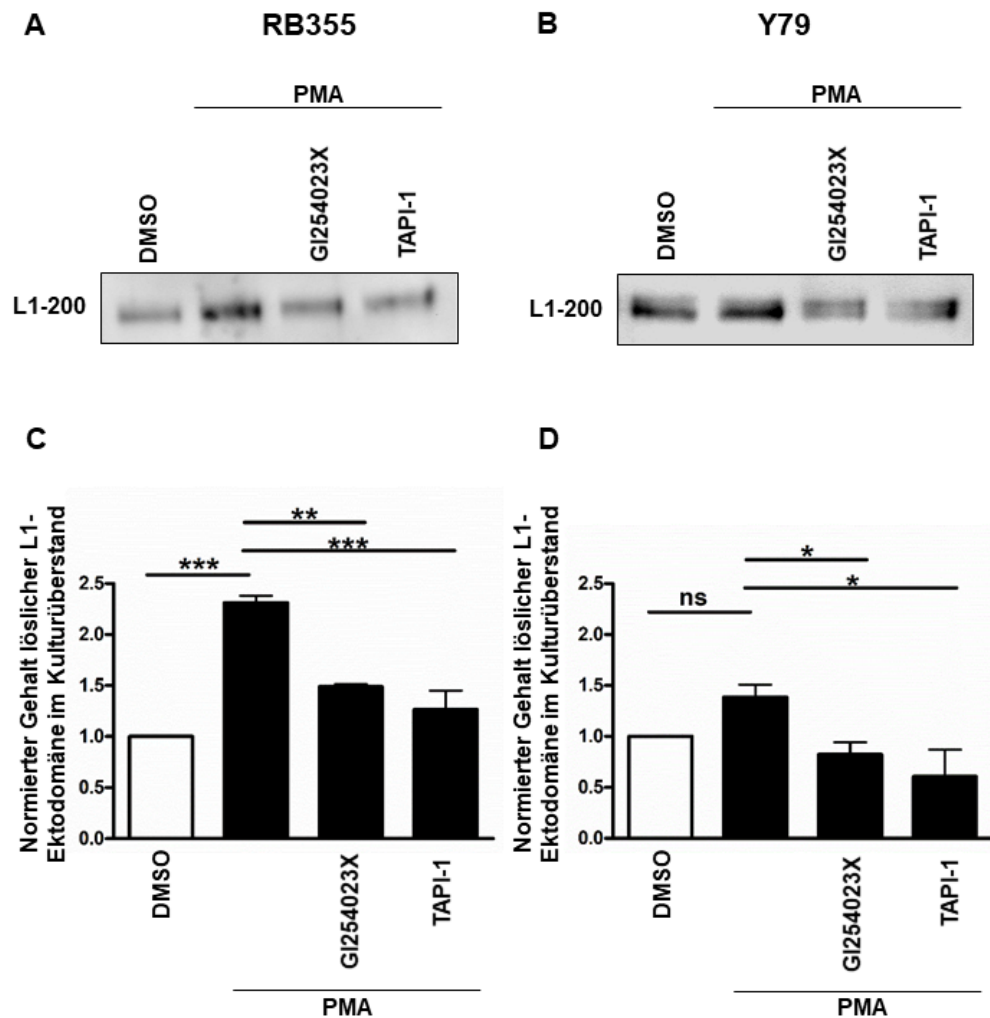 A
RB355
PMA
DMSO
GI254023X
TAPI-1
L1-200
B
Y79
PMA
DMSO
GI254023X
TAPI-1
L1-200
C
Normierter Gehalt löslicher L1-
Ektodomäne im Kulturüberstand
2.5
2.0
1.5
1.0
0.5
0.0
***
**
***
DMSO
GI254023X
TAPI-1
PMA
D
Normierter Gehalt löslicher L1-
Ektodomäne im Kulturüberstand
2.5
2.0
1.5
1.0
0.5
0.0
ns
*
*
DMSO
GI254023X
TAPI-1
PMA